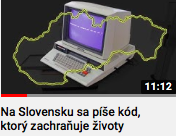 11:12
Na Slovensku sa píše kód,
ktorý zachraňuje životy